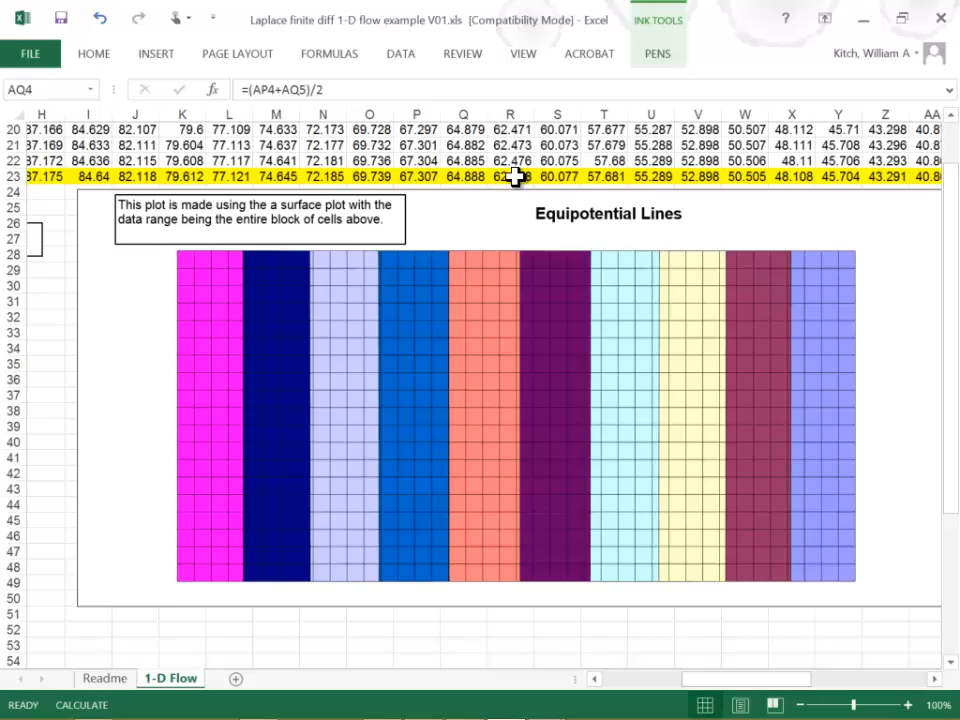 Laplace finite diff 1-D flow example V01.xls [Compatibility Mode] - Excel
INK TOOLS
FILE HOME INSERT PAGE LAYOUT FORMULAS DATA REVIEW VIEW ACROBAT PENS
Kitch, William A
AQ4 fx =(AP4+AQ5)/2
H I J K L M N O P Q R S T U V W X Y Z AA
20 37.166 84.629 82.107 79.6 77.109 74.633 72.173 69.728 67.297 64.879 62.471 60.071 57.677 55.287 52.898 50.507 48.112 45.71 43.298 40.8
21 37.169 84.633 82.111 79.604 77.113 74.637 72.177 69.732 67.301 64.882 62.473 60.073 57.679 55.288 52.898 50.507 48.111 45.708 43.296 40.8
22 37.172 84.636 82.115 79.608 77.117 74.641 72.181 69.736 67.304 64.885 62.476 60.075 57.68 55.289 52.898 50.506 48.11 45.706 43.293 40.8
23 37.175 84.64 82.118 79.612 77.121 74.645 72.185 69.739 67.307 64.888 60.077 57.681 55.289 52.898 50.505 48.108 45.704 43.291 40.8
24
25
26
27
28
29
30
31
32
33
34
35
36
37
38
39
40
41
42
43
44
45
46
47
48
49
50
51
52
53
54
This plot is made using the a surface plot with the
data range being the entire block of cells above.
Equipotential Lines
Readme 1-D Flow
READY CALCULATE 100%